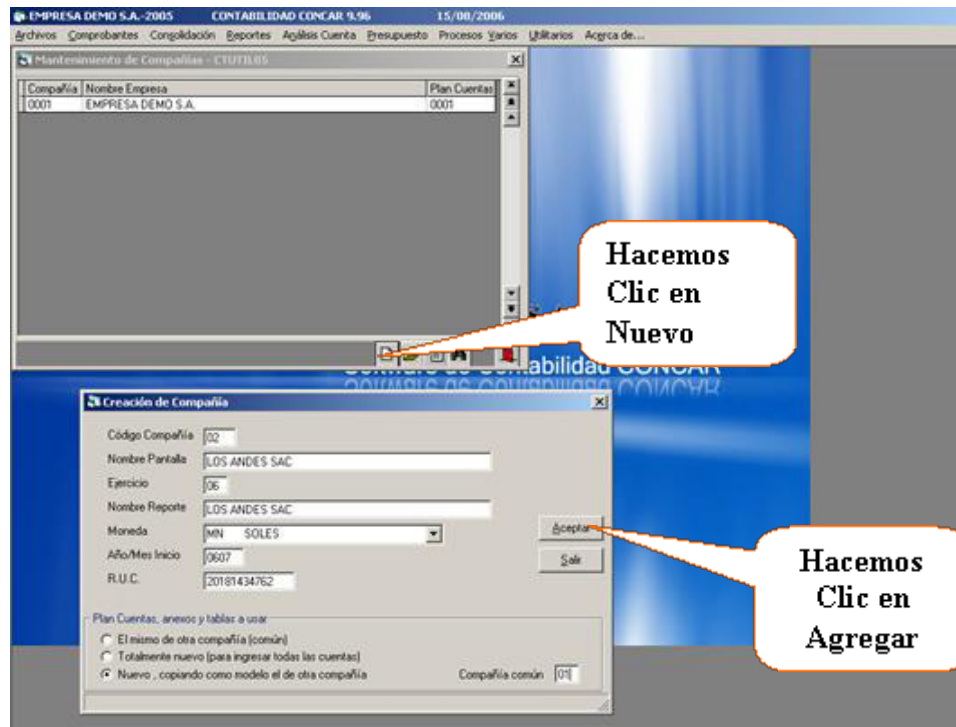 EMPRESA DEMO S.A.-2005 CONTABILIDAD CONCAR 9.96 15/08/2006
Archivos Comprobantes Consolidación Reportes Análisis Cuenta Presupuesto Procesos Varios Utilitarios Acerca de...
Mantenimiento de Compañías - CTUTIL05
Compañía Nombre Empresa Plan Cuentas
0001 EMPRESA DEMO S.A. 0001
Hacemos
Clic en
Nuevo
Software de Contabilidad CONCAR
Creación de Compañía
Código Compañía 02
Nombre Pantalla LOS ANDES SAC
Ejercicio 06
Nombre Reporte LOS ANDES SAC
Moneda MN SOLES
Aceptar
Año/Mes Inicio 0607
Salir
R.U.C. 20181434762
Hacemos
Clic en
Agregar
Plan Cuentas, anexos y tablas a usar
El mismo de otra compañía (común)
Totalmente nuevo (para ingresar todas las cuentas)
Nuevo , copiando como modelo el de otra compañía Compañía común 01